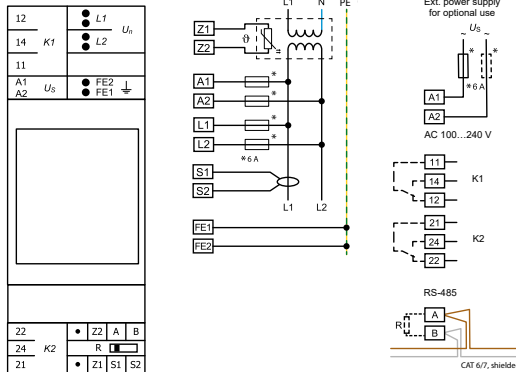 12 L1 Un
14 K1 L2
11
A1 US FE2
A2 FE1
22 Z2 A B
24 K2 R
21 Z1 S1 S2
L1 N PE
Z1 ϑ
Z2
A1 *
A2 *
L1 *
L2 *
* 6 A
S1
S2
L1 L2
FE1
FE2
Ext. power supply
for optional use
US
~ ~
* *
* 6 A
A1
A2
AC 100...240 V
11
14 K1
12
21
24 K2
22
RS-485
A
R
B
CAT 6/7, shielde